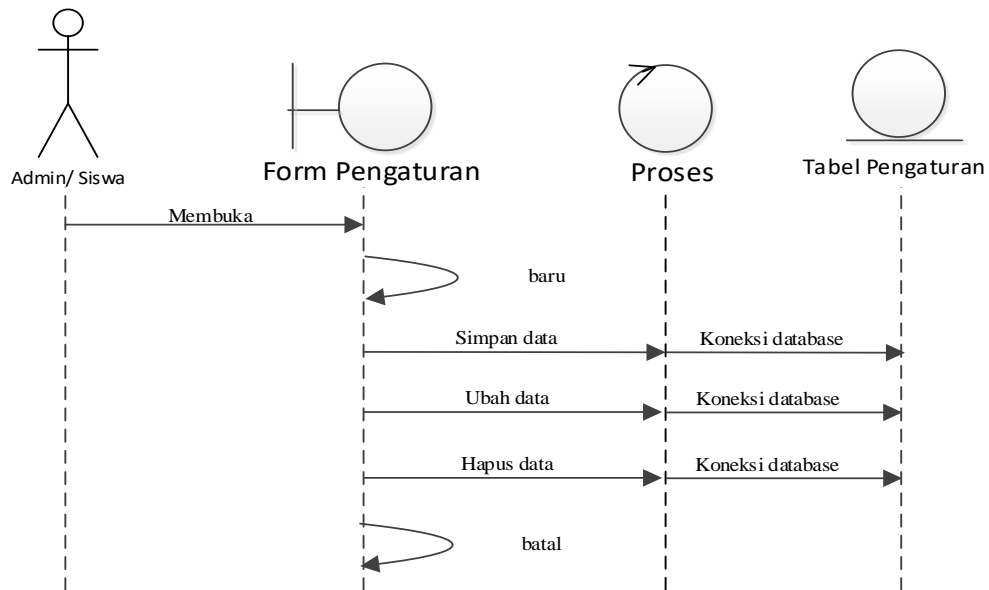 Admin/ Siswa
Form Pengaturan
Proses
Tabel Pengaturan
Membuka
baru
Simpan data
Koneksi database
Ubah data
Koneksi database
Hapus data
Koneksi database
batal